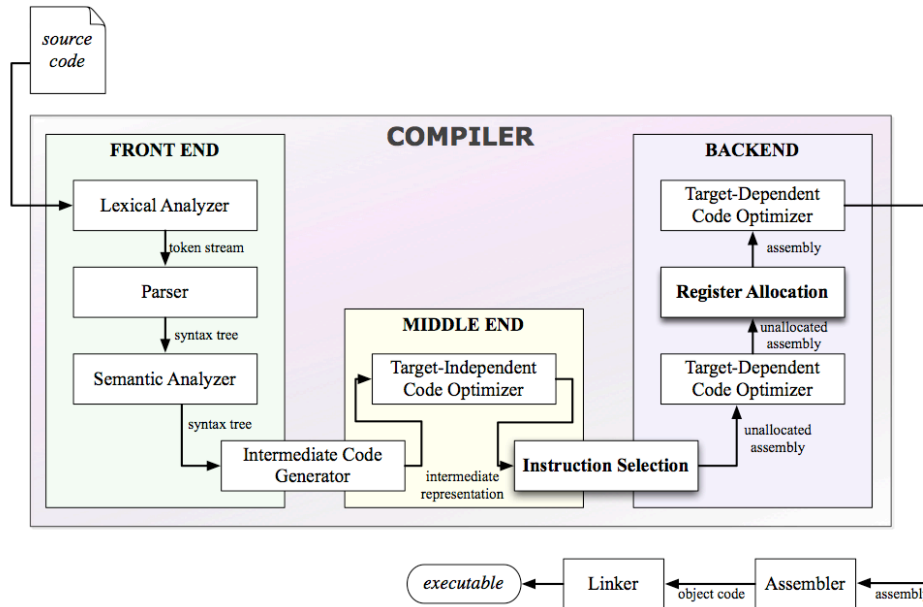 source
code
COMPILER
FRONT END
Lexical Analyzer
token stream
Parser
syntax tree
Semantic Analyzer
syntax tree
Intermediate Code
Generator
MIDDLE END
Target-Independent
Code Optimizer
intermediate
representation
Instruction Selection
BACKEND
Target-Dependent
Code Optimizer
assembly
Register Allocation
unallocated
assembly
Target-Dependent
Code Optimizer
unallocated
assembly
executable
Linker
object code
Assembler
assembl